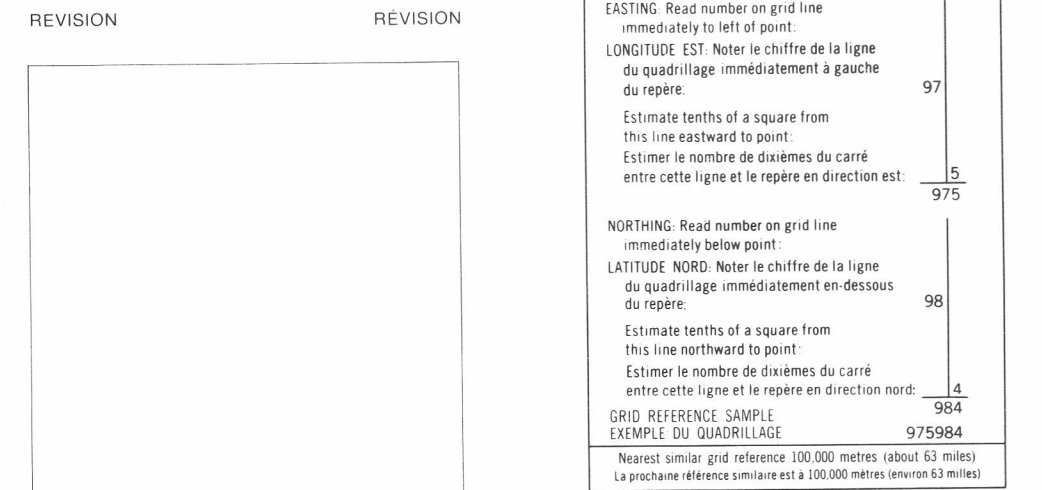 REVISION RÉVISION
EASTING: Read number on grid line
immediately to left of point:
LONGITUDE EST: Noter le chiffre de la ligne
du quadrillage immédiatement à gauche
du repère: 97
Estimate tenths of a square from
this line eastward to point:
Estimer le nombre de dixièmes du carré
entre cette ligne et le repère en direction est: 5
975
NORTHING: Read number on grid line
immediately below point:
LATITUDE NORD: Noter le chiffre de la ligne
du quadrillage immédiatement en-dessous
du repère: 98
Estimate tenths of a square from
this line northward to point:
Estimer le nombre de dixièmes du carré
entre cette ligne et le repère en direction nord: 4
984
GRID REFERENCE SAMPLE
EXEMPLE DU QUADRILLAGE 975984
Nearest similar grid reference 100,000 metres (about 63 miles)
La prochaine référence similaire est à 100,000 mètres (environ 63 milles)